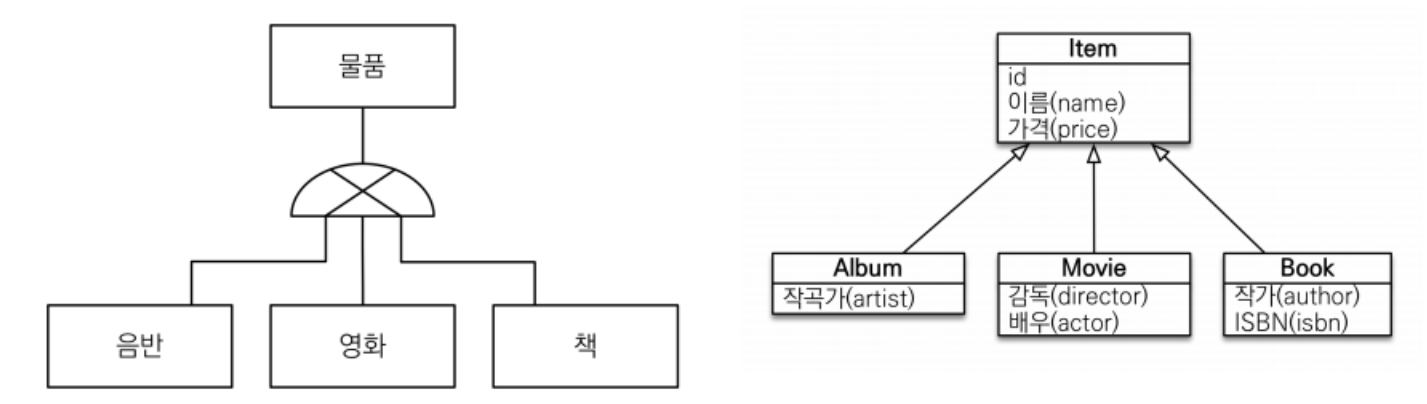 물품
음반
영화
책
Item
id
이름(name)
가격(price)
Album
작곡가(artist)
Movie
감독(director)
배우(actor)
Book
작가(author)
ISBN(isbn)